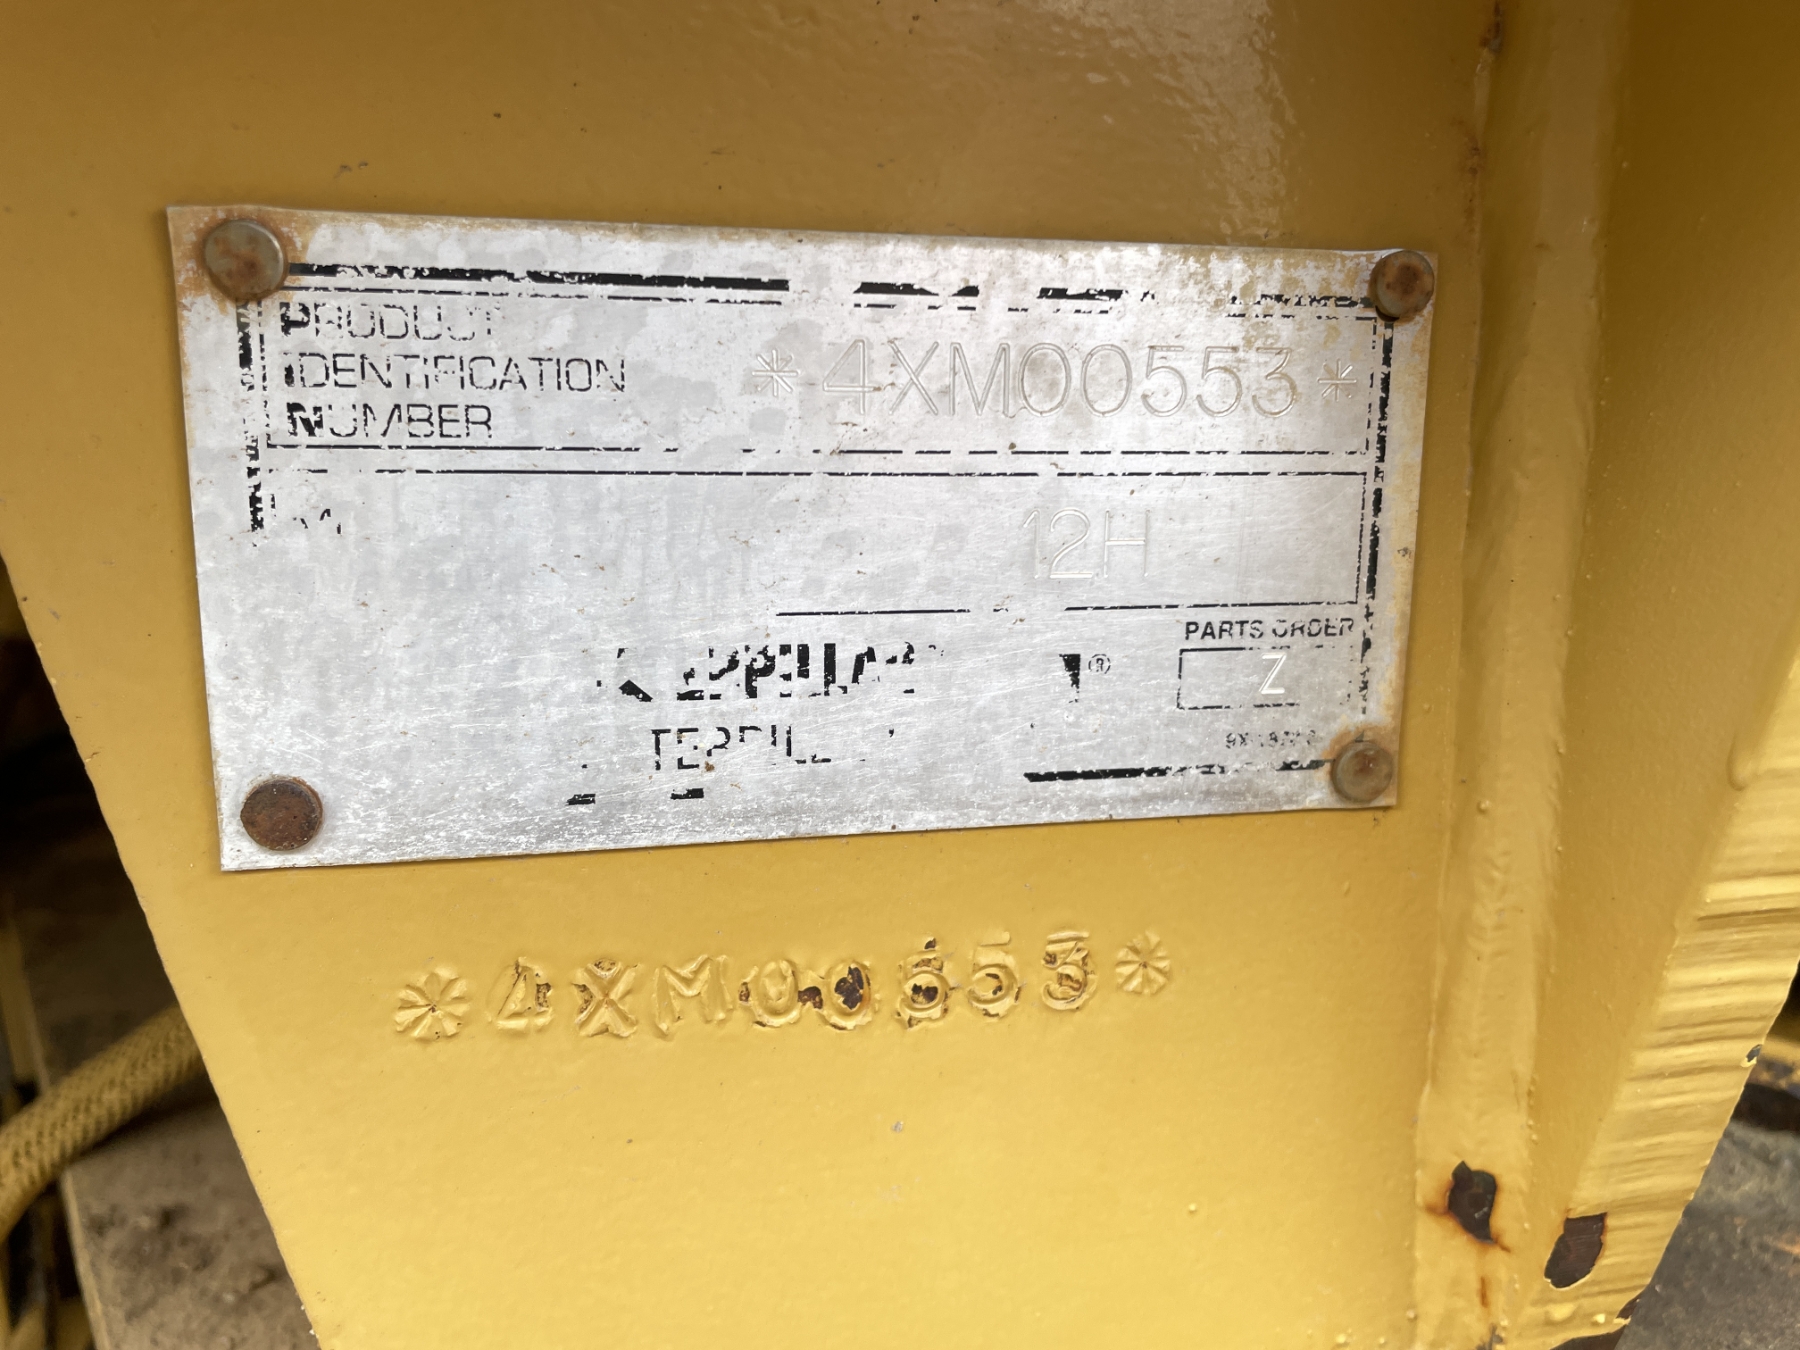 PRODUCT
IDENTIFICATION
NUMBER
*4XM00553*
12H
PARTS ORDER
®
Z
*4XM00553*